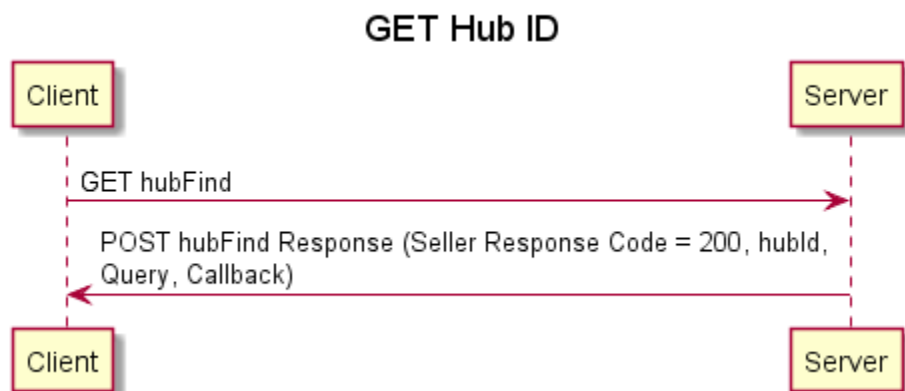 GET Hub ID
Client
Server
GET hubFind
POST hubFind Response (Seller Response Code = 200, hubId,
Query, Callback)
Client
Server